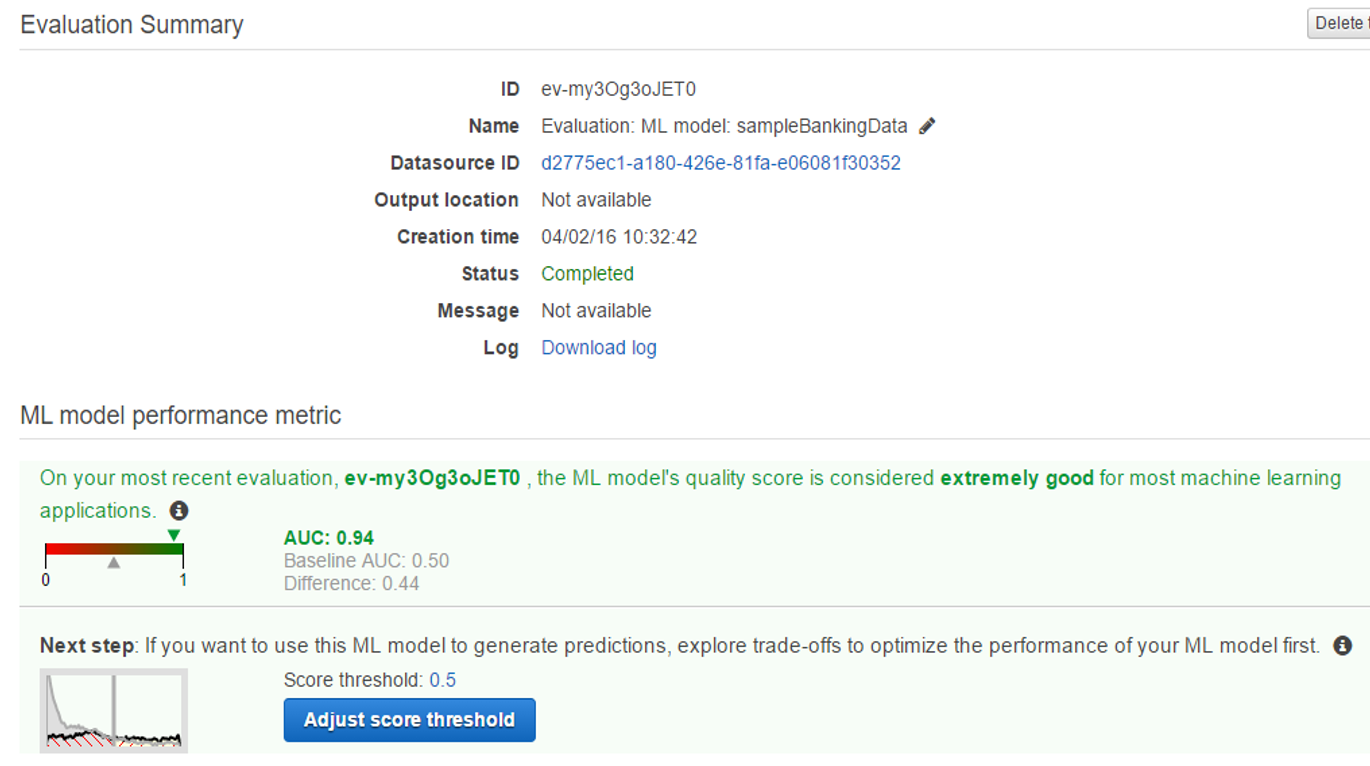 Evaluation Summary
Delete
ID ev-my3Og3oJET0
Name Evaluation: ML model: sampleBankingData
Datasource ID d2775ec1-a180-426e-81fa-e06081f30352
Output location Not available
Creation time 04/02/16 10:32:42
Status Completed
Message Not available
Log Download log
ML model performance metric
On your most recent evaluation, ev-my3Og3oJET0 , the ML model's quality score is considered extremely good for most machine learning
applications.
AUC: 0.94
Baseline AUC: 0.50
Difference: 0.44
0 1
Next step: If you want to use this ML model to generate predictions, explore trade-offs to optimize the performance of your ML model first.
Score threshold: 0.5
Adjust score threshold